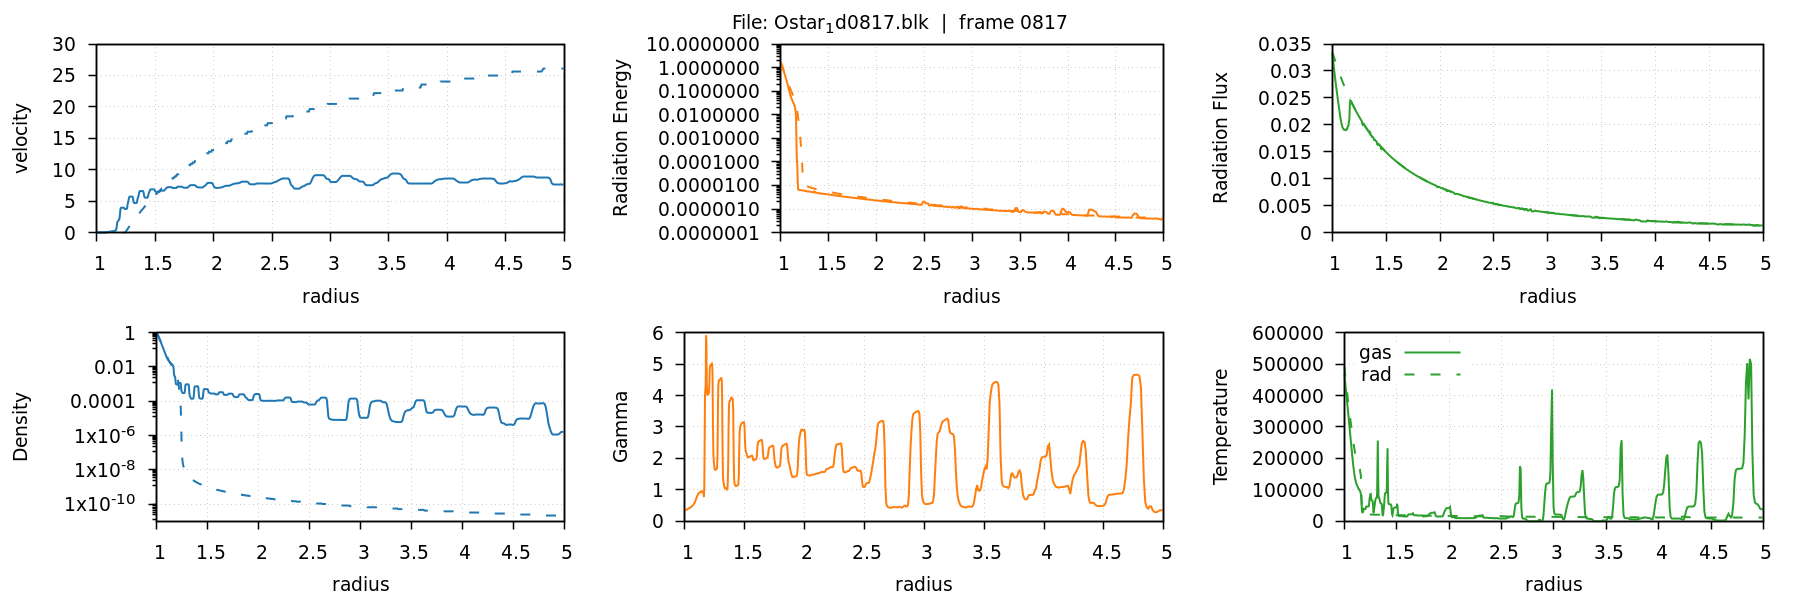 File: Ostar₁d0817.blk | frame 0817
velocity
30
25
20
15
10
5
0
1 1.5 2 2.5 3 3.5 4 4.5 5
radius
Radiation Energy
10.0000000
1.0000000
0.1000000
0.0100000
0.0010000
0.0001000
0.0000100
0.0000010
0.0000001
1 1.5 2 2.5 3 3.5 4 4.5 5
radius
Radiation Flux
0.035
0.03
0.025
0.02
0.015
0.01
0.005
0
1 1.5 2 2.5 3 3.5 4 4.5 5
radius
Density
1
0.01
0.0001
1x10⁻⁶
1x10⁻⁸
1x10⁻¹⁰
1 1.5 2 2.5 3 3.5 4 4.5 5
radius
Gamma
6
5
4
3
2
1
0
1 1.5 2 2.5 3 3.5 4 4.5 5
radius
Temperature
600000
500000
400000
300000
200000
100000
0
gas
rad
1 1.5 2 2.5 3 3.5 4 4.5 5
radius